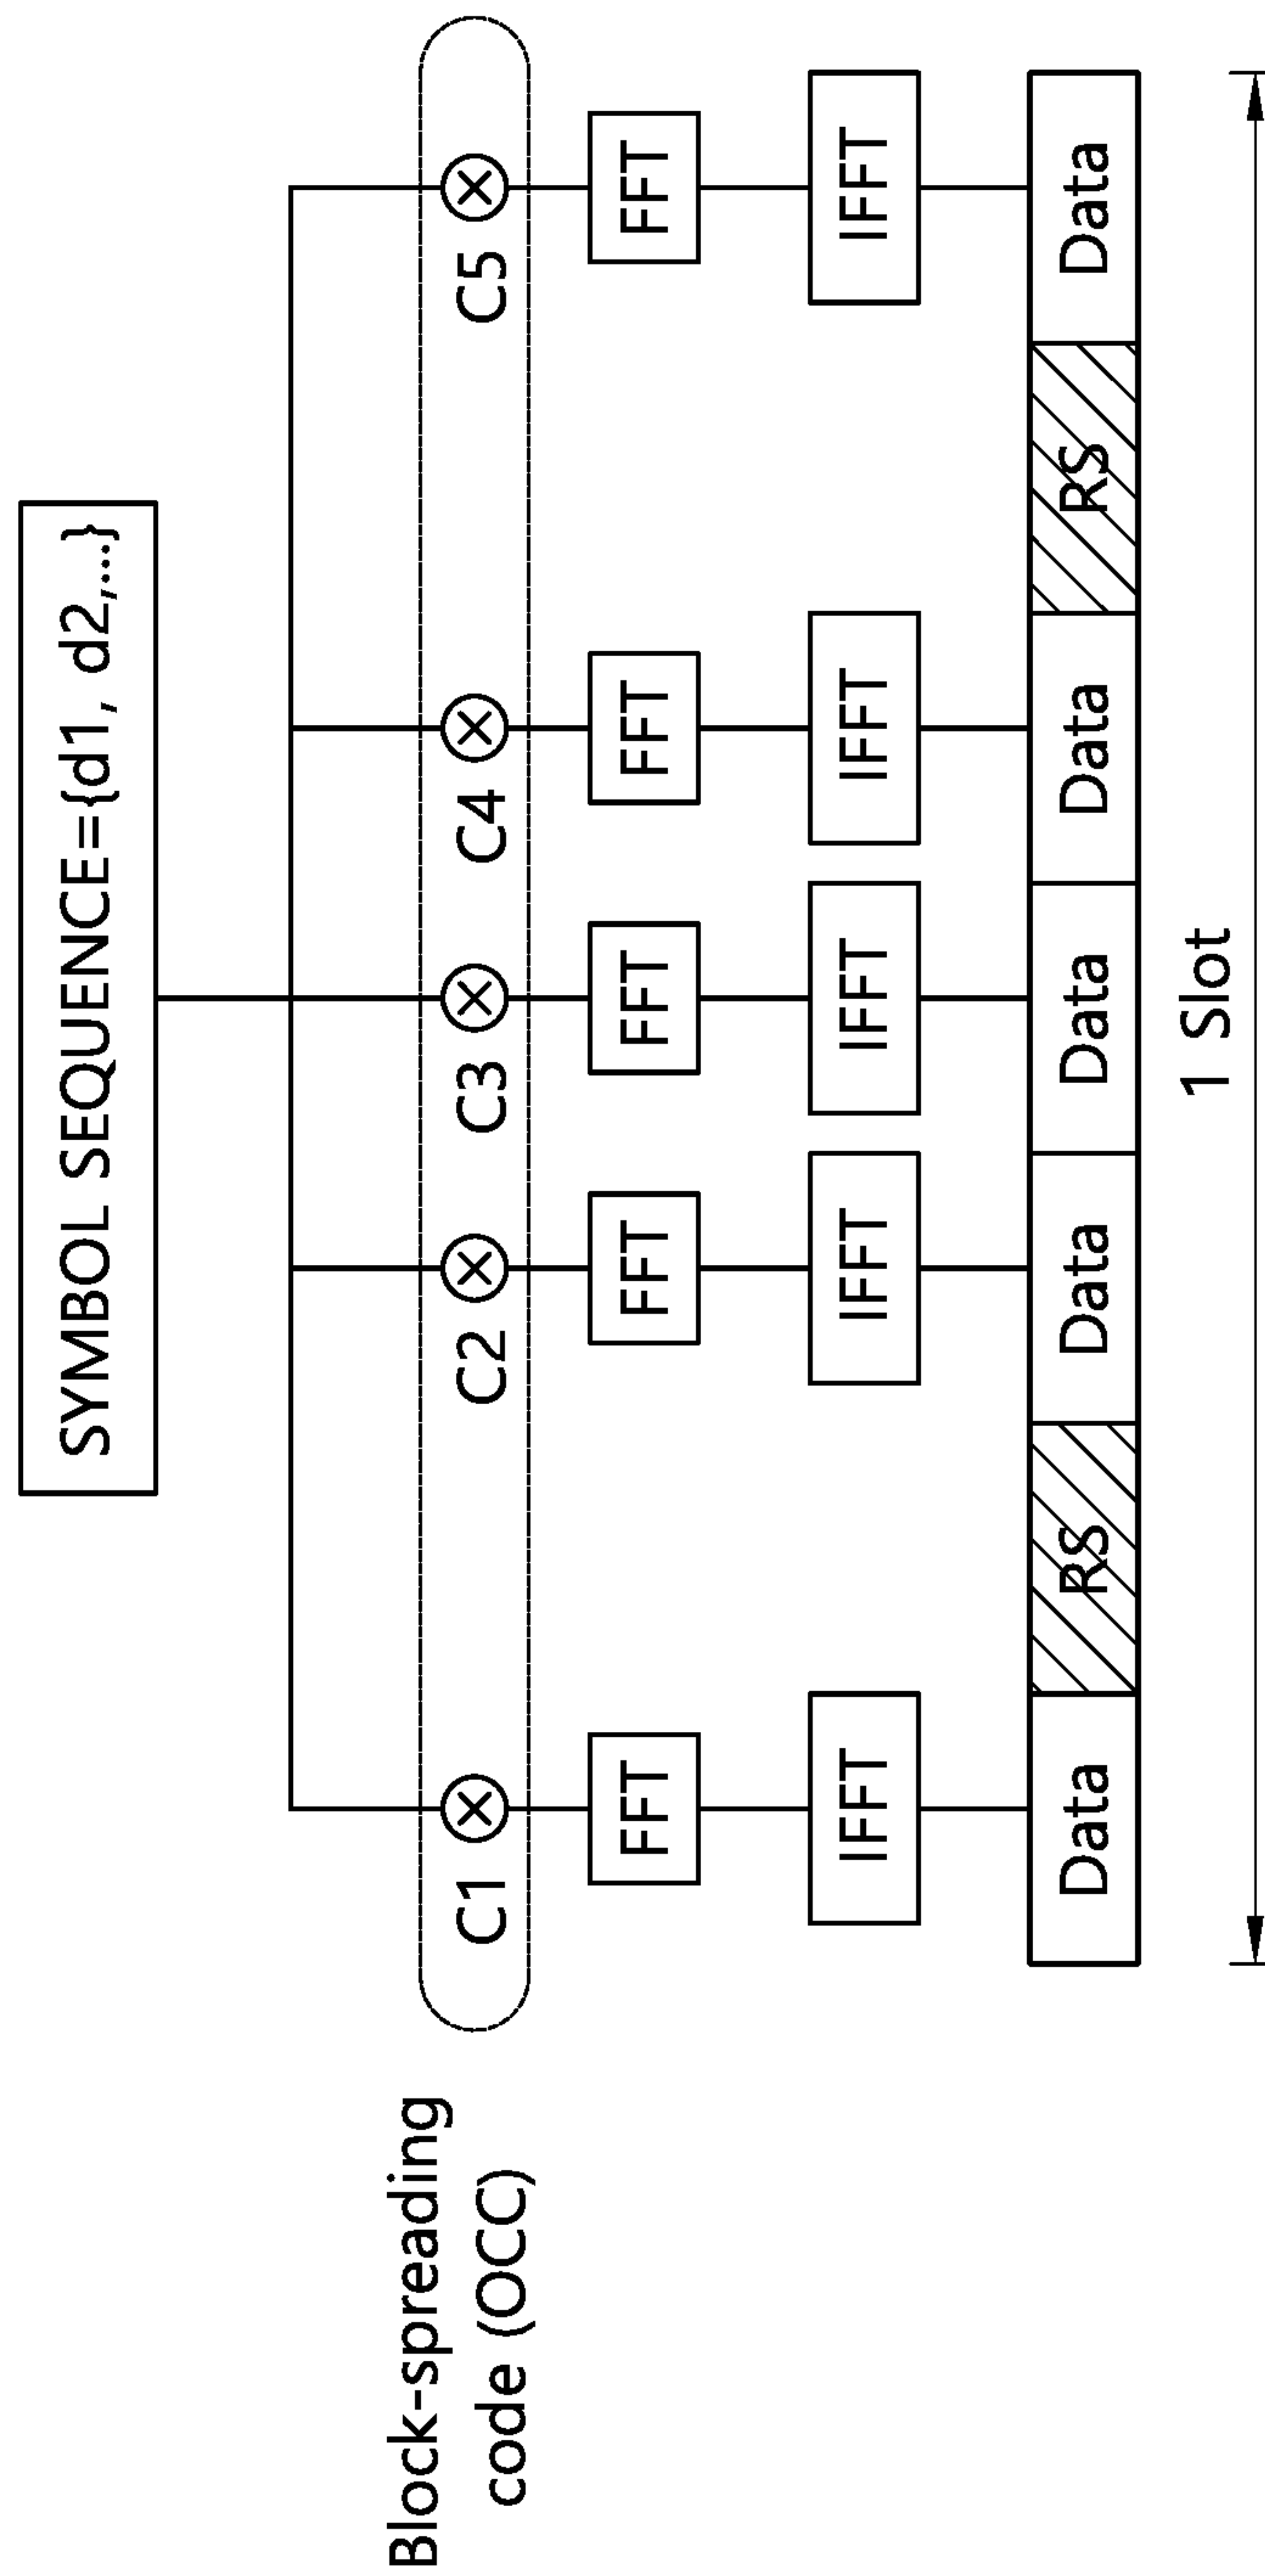 SYMBOL SEQUENCE={d1, d2,...}
Block-spreading
code (OCC)
C1 C2 C3 C4 C5
FFT FFT FFT FFT FFT
IFFT IFFT IFFT IFFT IFFT
Data RS Data Data Data RS Data
1 Slot